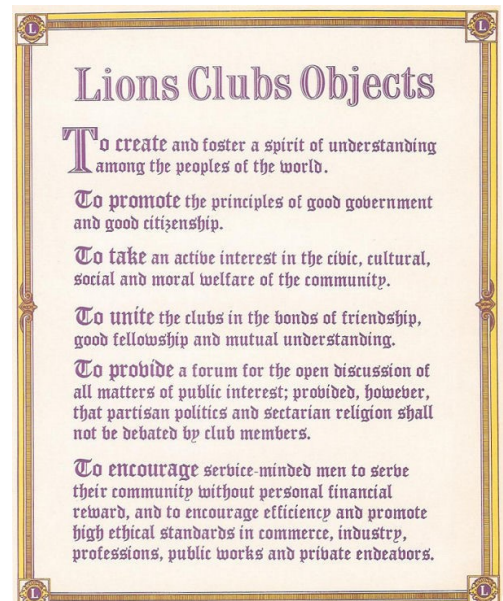 L
L
Lions Clubs Objects
To create and foster a spirit of understanding
among the peoples of the world.
To promote the principles of good government
and good citizenship.
To take an active interest in the civic, cultural,
social and moral welfare of the community.
To unite the clubs in the bonds of friendship,
good fellowship and mutual understanding.
To provide a forum for the open discussion of
all matters of public interest; provided, however,
that partisan politics and sectarian religion shall
not be debated by club members.
To encourage service-minded men to serve
their community without personal financial
reward, and to encourage efficiency and promote
high ethical standards in commerce, industry,
professions, public works and private endeavors.
L
L